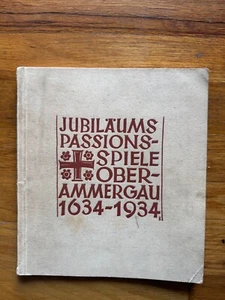 JUBILÄUMS
PASSIONS-
SPIELE
OBER-
AMMERGAU
1634-1934